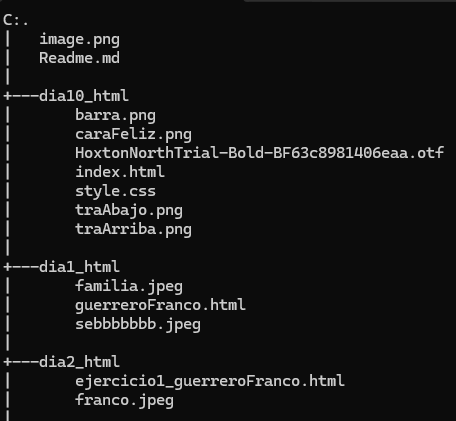 C:.
|   image.png
|   Readme.md
|
+---dia10_html
|       barra.png
|       caraFeliz.png
|       HoxtonNorthTrial-Bold-BF63c8981406eaa.otf
|       index.html
|       style.css
|       traAbajo.png
|       traArriba.png
|
+---dia1_html
|       familia.jpeg
|       guerreroFranco.html
|       sebbbbbbb.jpeg
|
+---dia2_html
|       ejercicio1_guerreroFranco.html
|       franco.jpeg
|